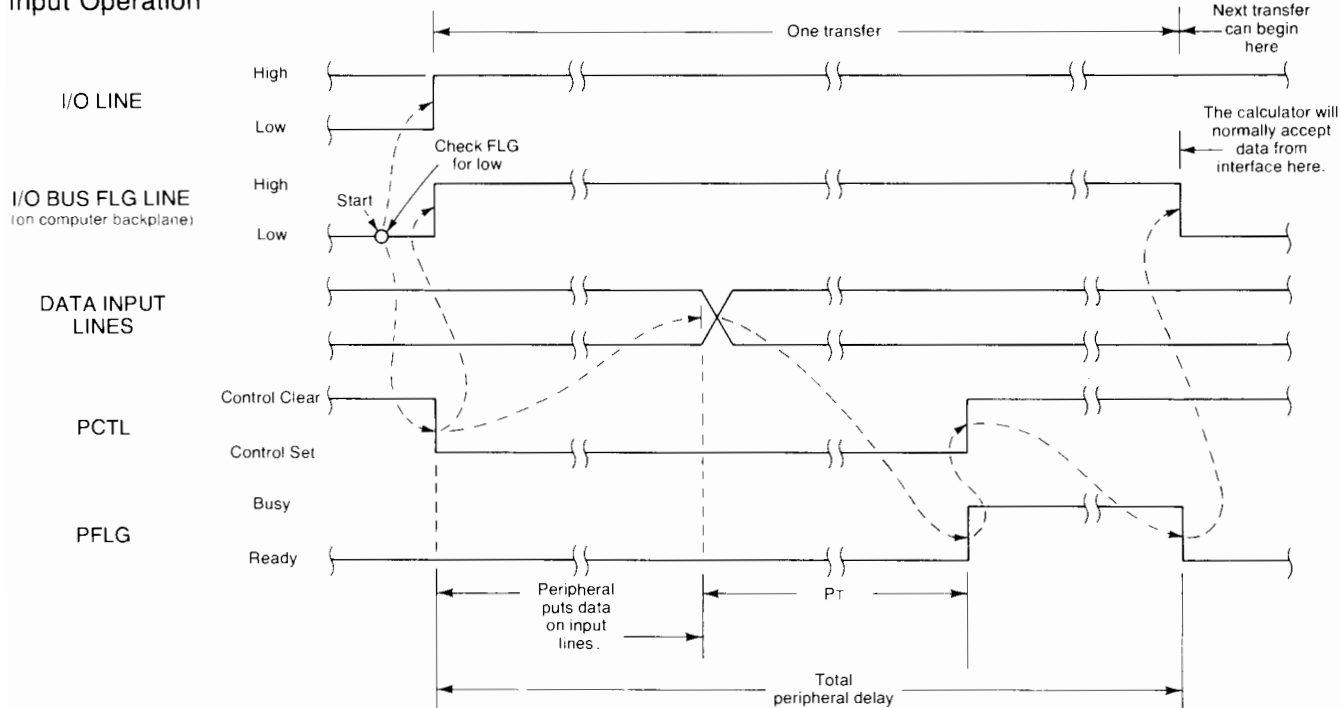 Input Operation
One transfer
Next transfer
can begin
here
I/O LINE
High
Low
Check FLG
for low
The calculator will
normally accept
data from
interface here.
I/O BUS FLG LINE
(on computer backplane)
High
Start
Low
DATA INPUT
LINES
PCTL
Control Clear
Control Set
PFLG
Busy
Ready
Peripheral
puts data
on input
lines.
PT
Total
peripheral delay